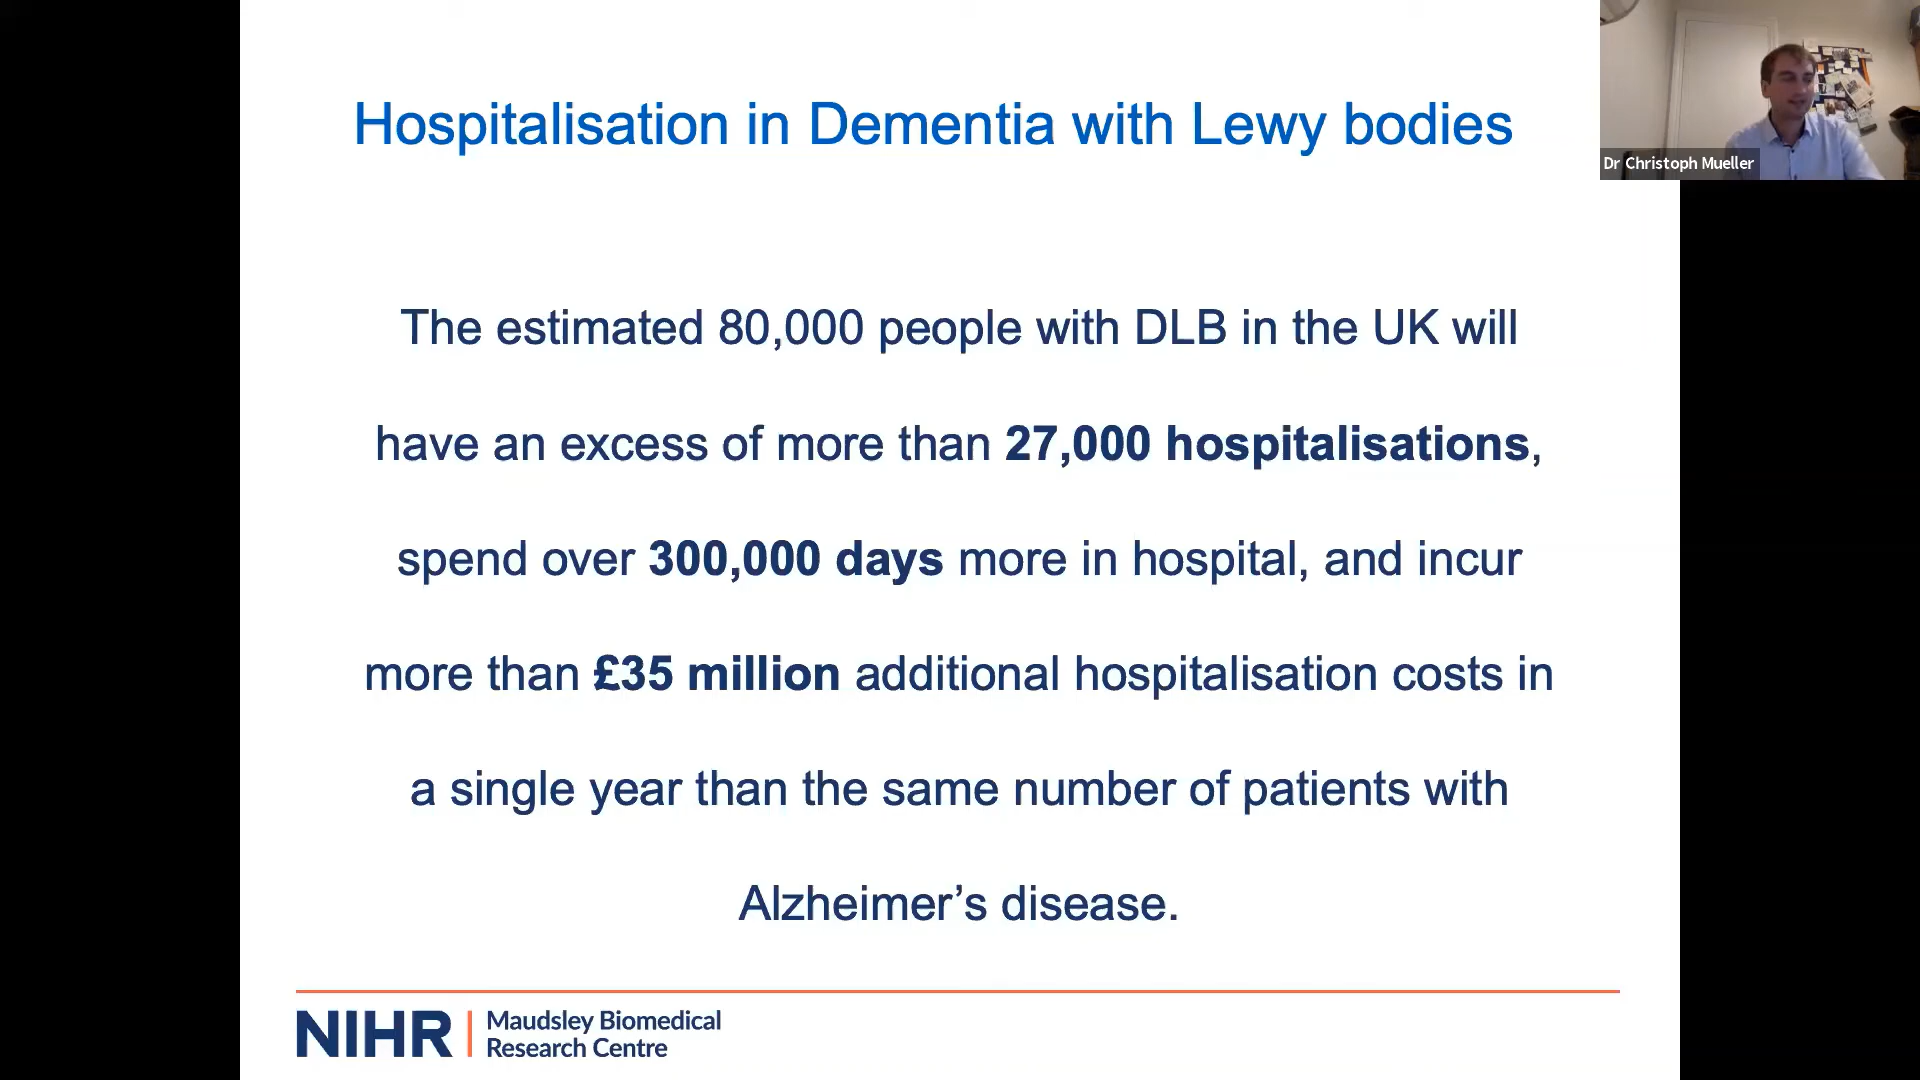 Hospitalisation in Dementia with Lewy bodies
Dr Christoph Mueller
The estimated 80,000 people with DLB in the UK will
have an excess of more than 27,000 hospitalisations,
spend over 300,000 days more in hospital, and incur
more than £35 million additional hospitalisation costs in
a single year than the same number of patients with
Alzheimer’s disease.
NIHR
Maudsley Biomedical
Research Centre